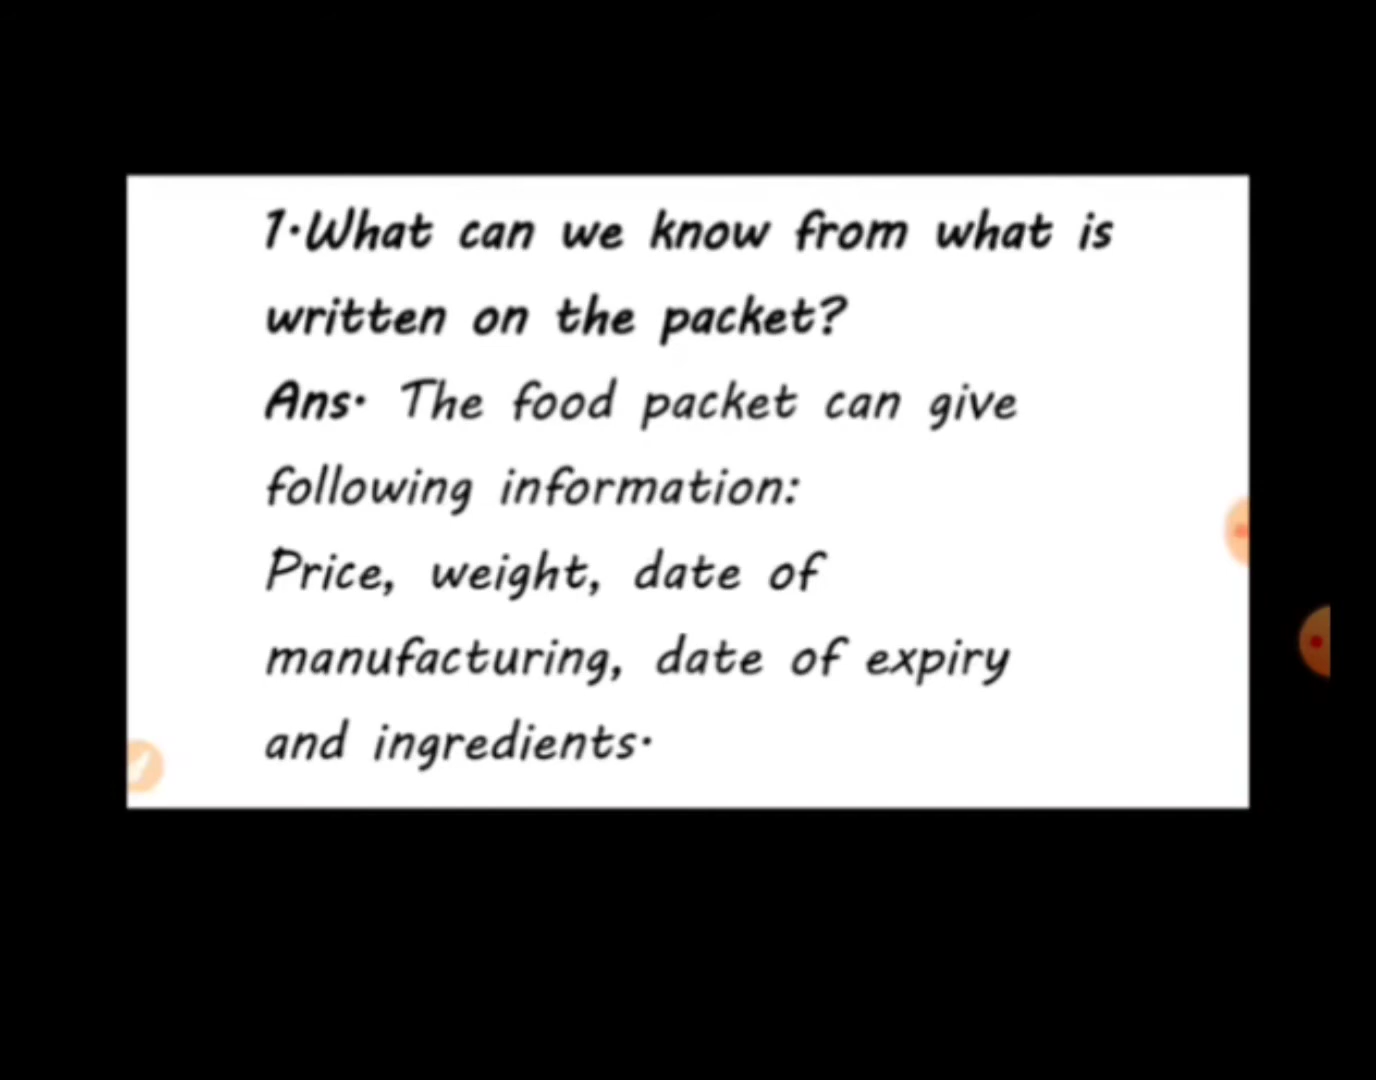 1.What can we know from what is
written on the packet?
Ans. The food packet can give
following information:
Price, weight, date of
manufacturing, date of expiry
and ingredients.